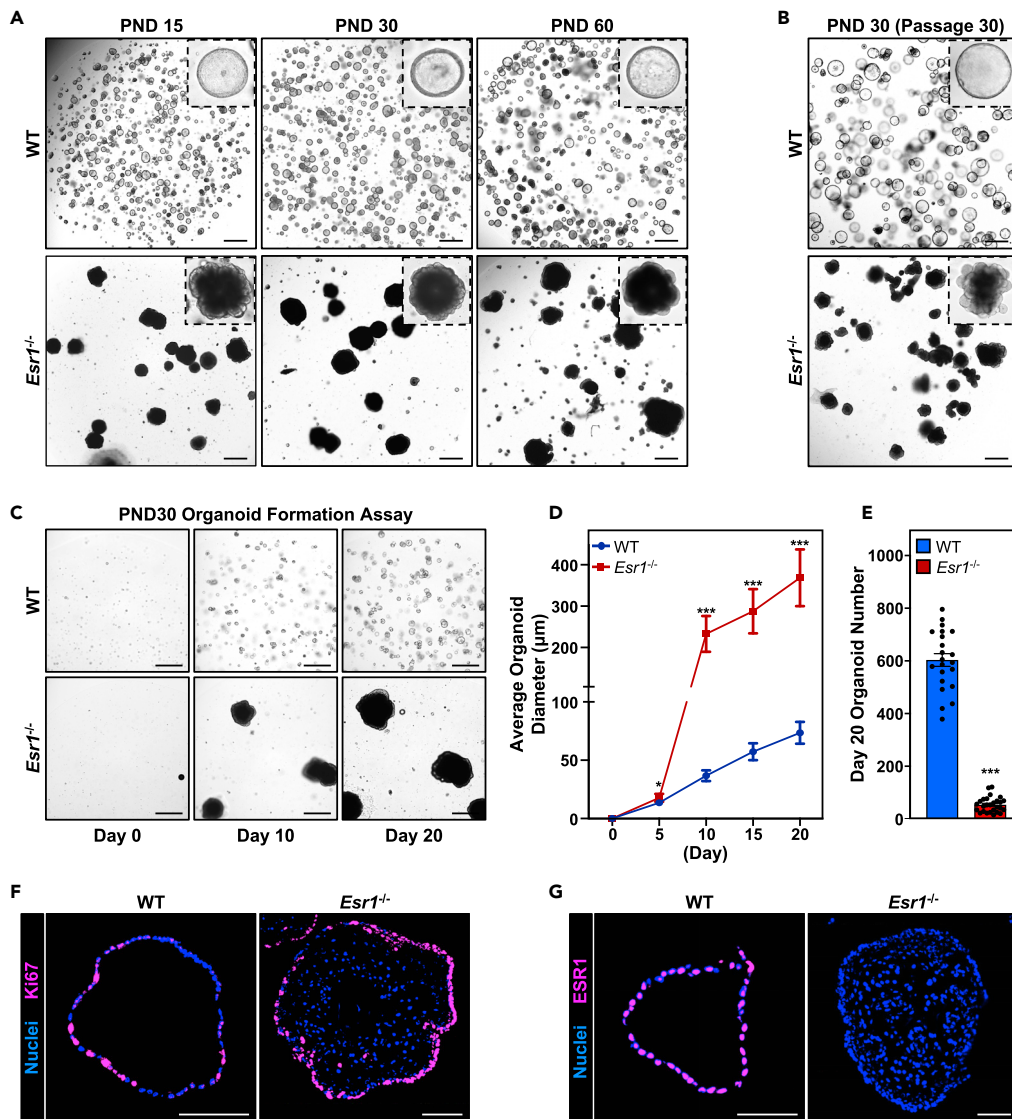 A
PND 15
PND 30
PND 60
WT
Esr1-/-
B
PND 30 (Passage 30)
WT
Esr1-/-
C
PND30 Organoid Formation Assay
WT
Esr1-/-
Day 0
Day 10
Day 20
D
WT
Esr1-/-
Average Organoid
Diameter (μm)
400
300
200
100
50
0
*
***
***
***
0
5
10
15
20
(Day)
E
WT
Esr1-/-
Day 20 Organoid Number
1000
800
600
400
200
0
***
F
WT
Esr1-/-
Nuclei Ki67
G
WT
Esr1-/-
Nuclei ESR1